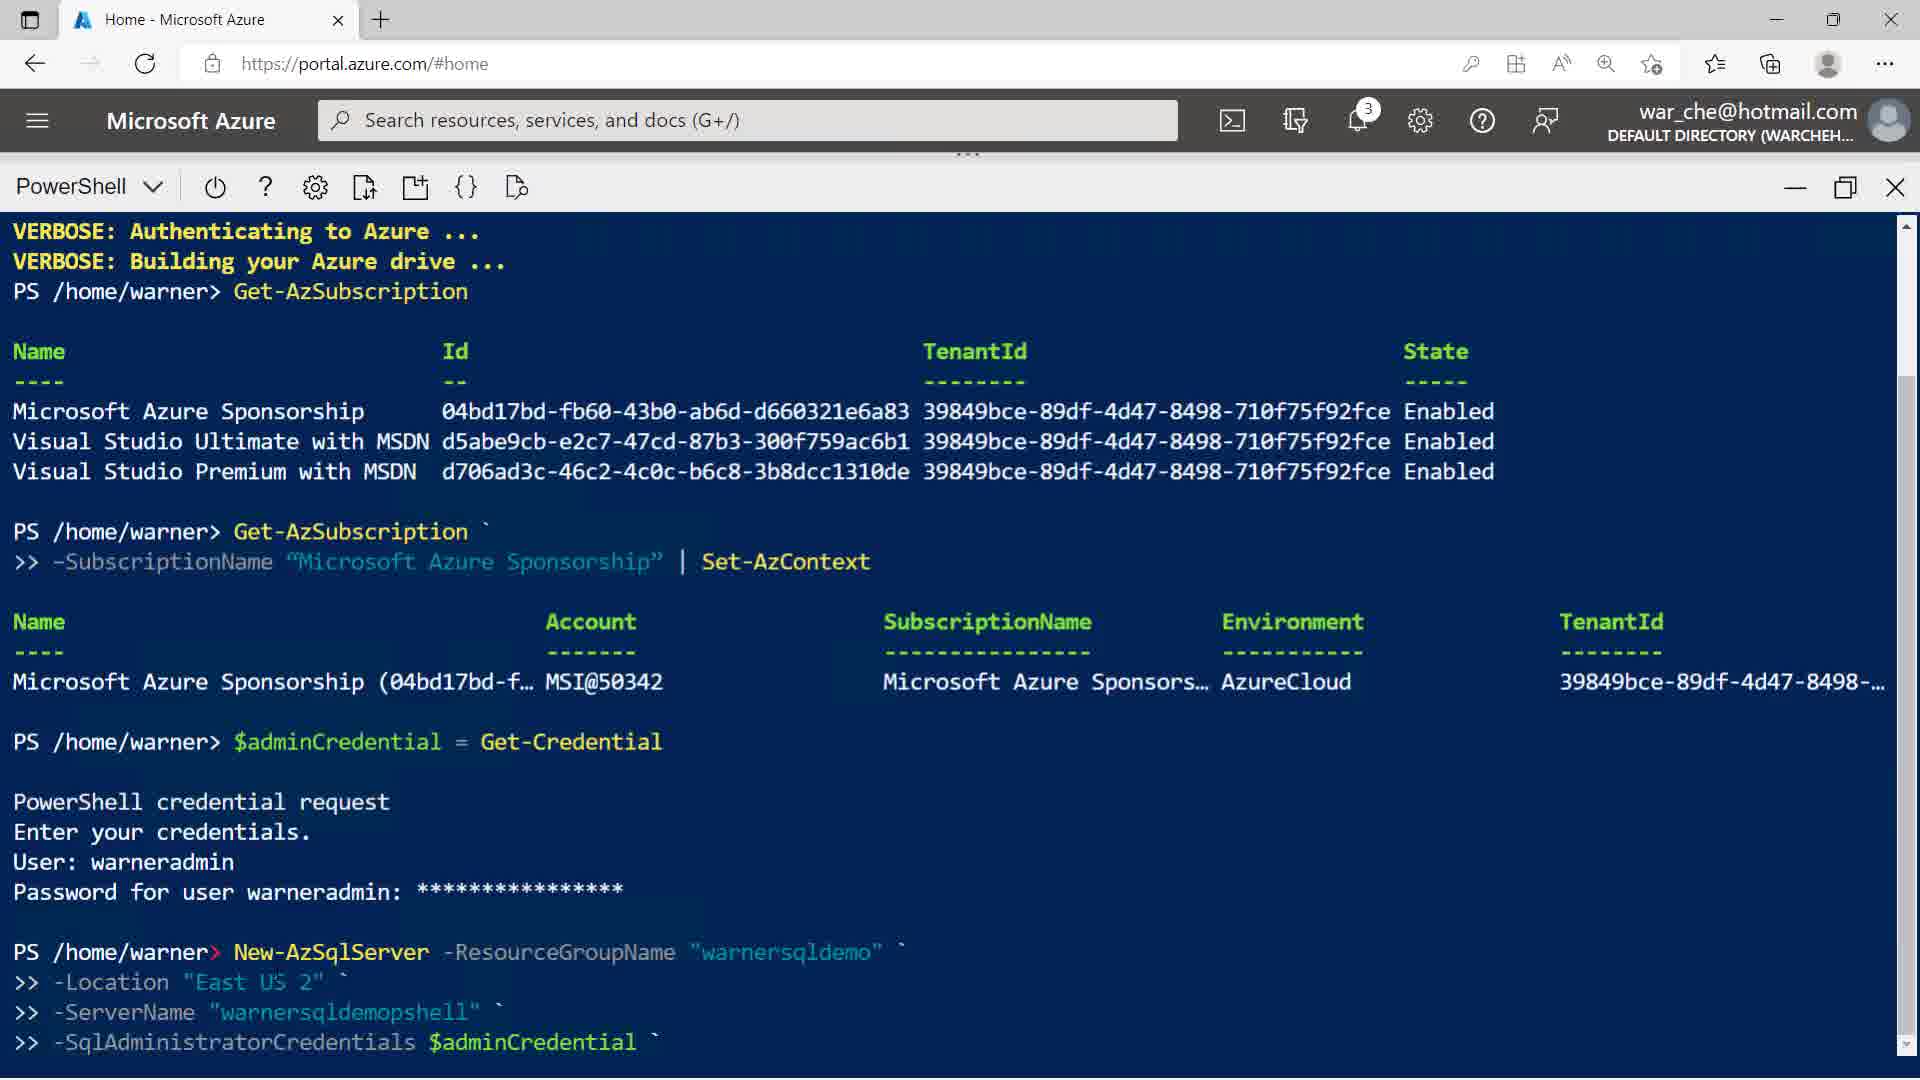 Home - Microsoft Azure
https://portal.azure.com/#home
Microsoft Azure
Search resources, services, and docs (G+/)
3
war_che@hotmail.com
DEFAULT DIRECTORY (WARCHEH...
PowerShell
VERBOSE: Authenticating to Azure ...
VERBOSE: Building your Azure drive ...
PS /home/warner> Get-AzSubscription
Name Id TenantId State
---- -- -------- -----
Microsoft Azure Sponsorship 04bd17bd-fb60-43b0-ab6d-d660321e6a83 39849bce-89df-4d47-8498-710f75f92fce Enabled
Visual Studio Ultimate with MSDN d5abe9cb-e2c7-47cd-87b3-300f759ac6b1 39849bce-89df-4d47-8498-710f75f92fce Enabled
Visual Studio Premium with MSDN d706ad3c-46c2-4c0c-b6c8-3b8dcc1310de 39849bce-89df-4d47-8498-710f75f92fce Enabled
PS /home/warner> Get-AzSubscription `
>> -SubscriptionName “Microsoft Azure Sponsorship” | Set-AzContext
Name Account SubscriptionName Environment TenantId
---- ------- ---------------- ----------- --------
Microsoft Azure Sponsorship (04bd17bd-f… MSI@50342 Microsoft Azure Sponsors… AzureCloud 39849bce-89df-4d47-8498-…
PS /home/warner> $adminCredential = Get-Credential
PowerShell credential request
Enter your credentials.
User: warneradmin
Password for user warneradmin: ****************
PS /home/warner> New-AzSqlServer -ResourceGroupName "warnersqldemo" `
>> -Location "East US 2" `
>> -ServerName "warnersqldemopshell" `
>> -SqlAdministratorCredentials $adminCredential `